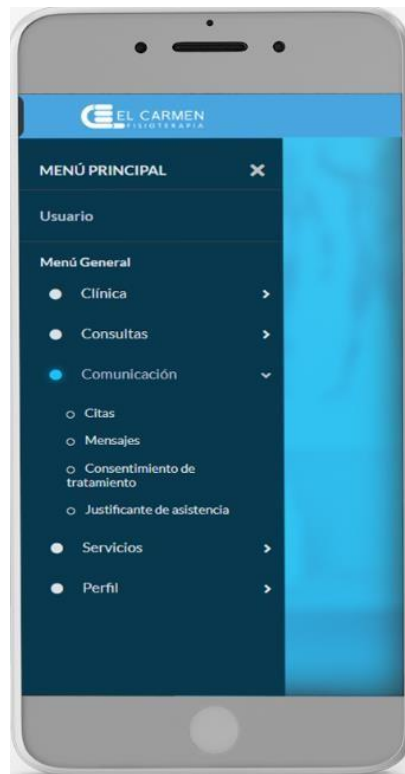 EL CARMEN
FISIOTERAPIA
MENÚ PRINCIPAL
Usuario
Menú General
Clínica
Consultas
Comunicación
Citas
Mensajes
Consentimiento de
tratamiento
Justificante de asistencia
Servicios
Perfil